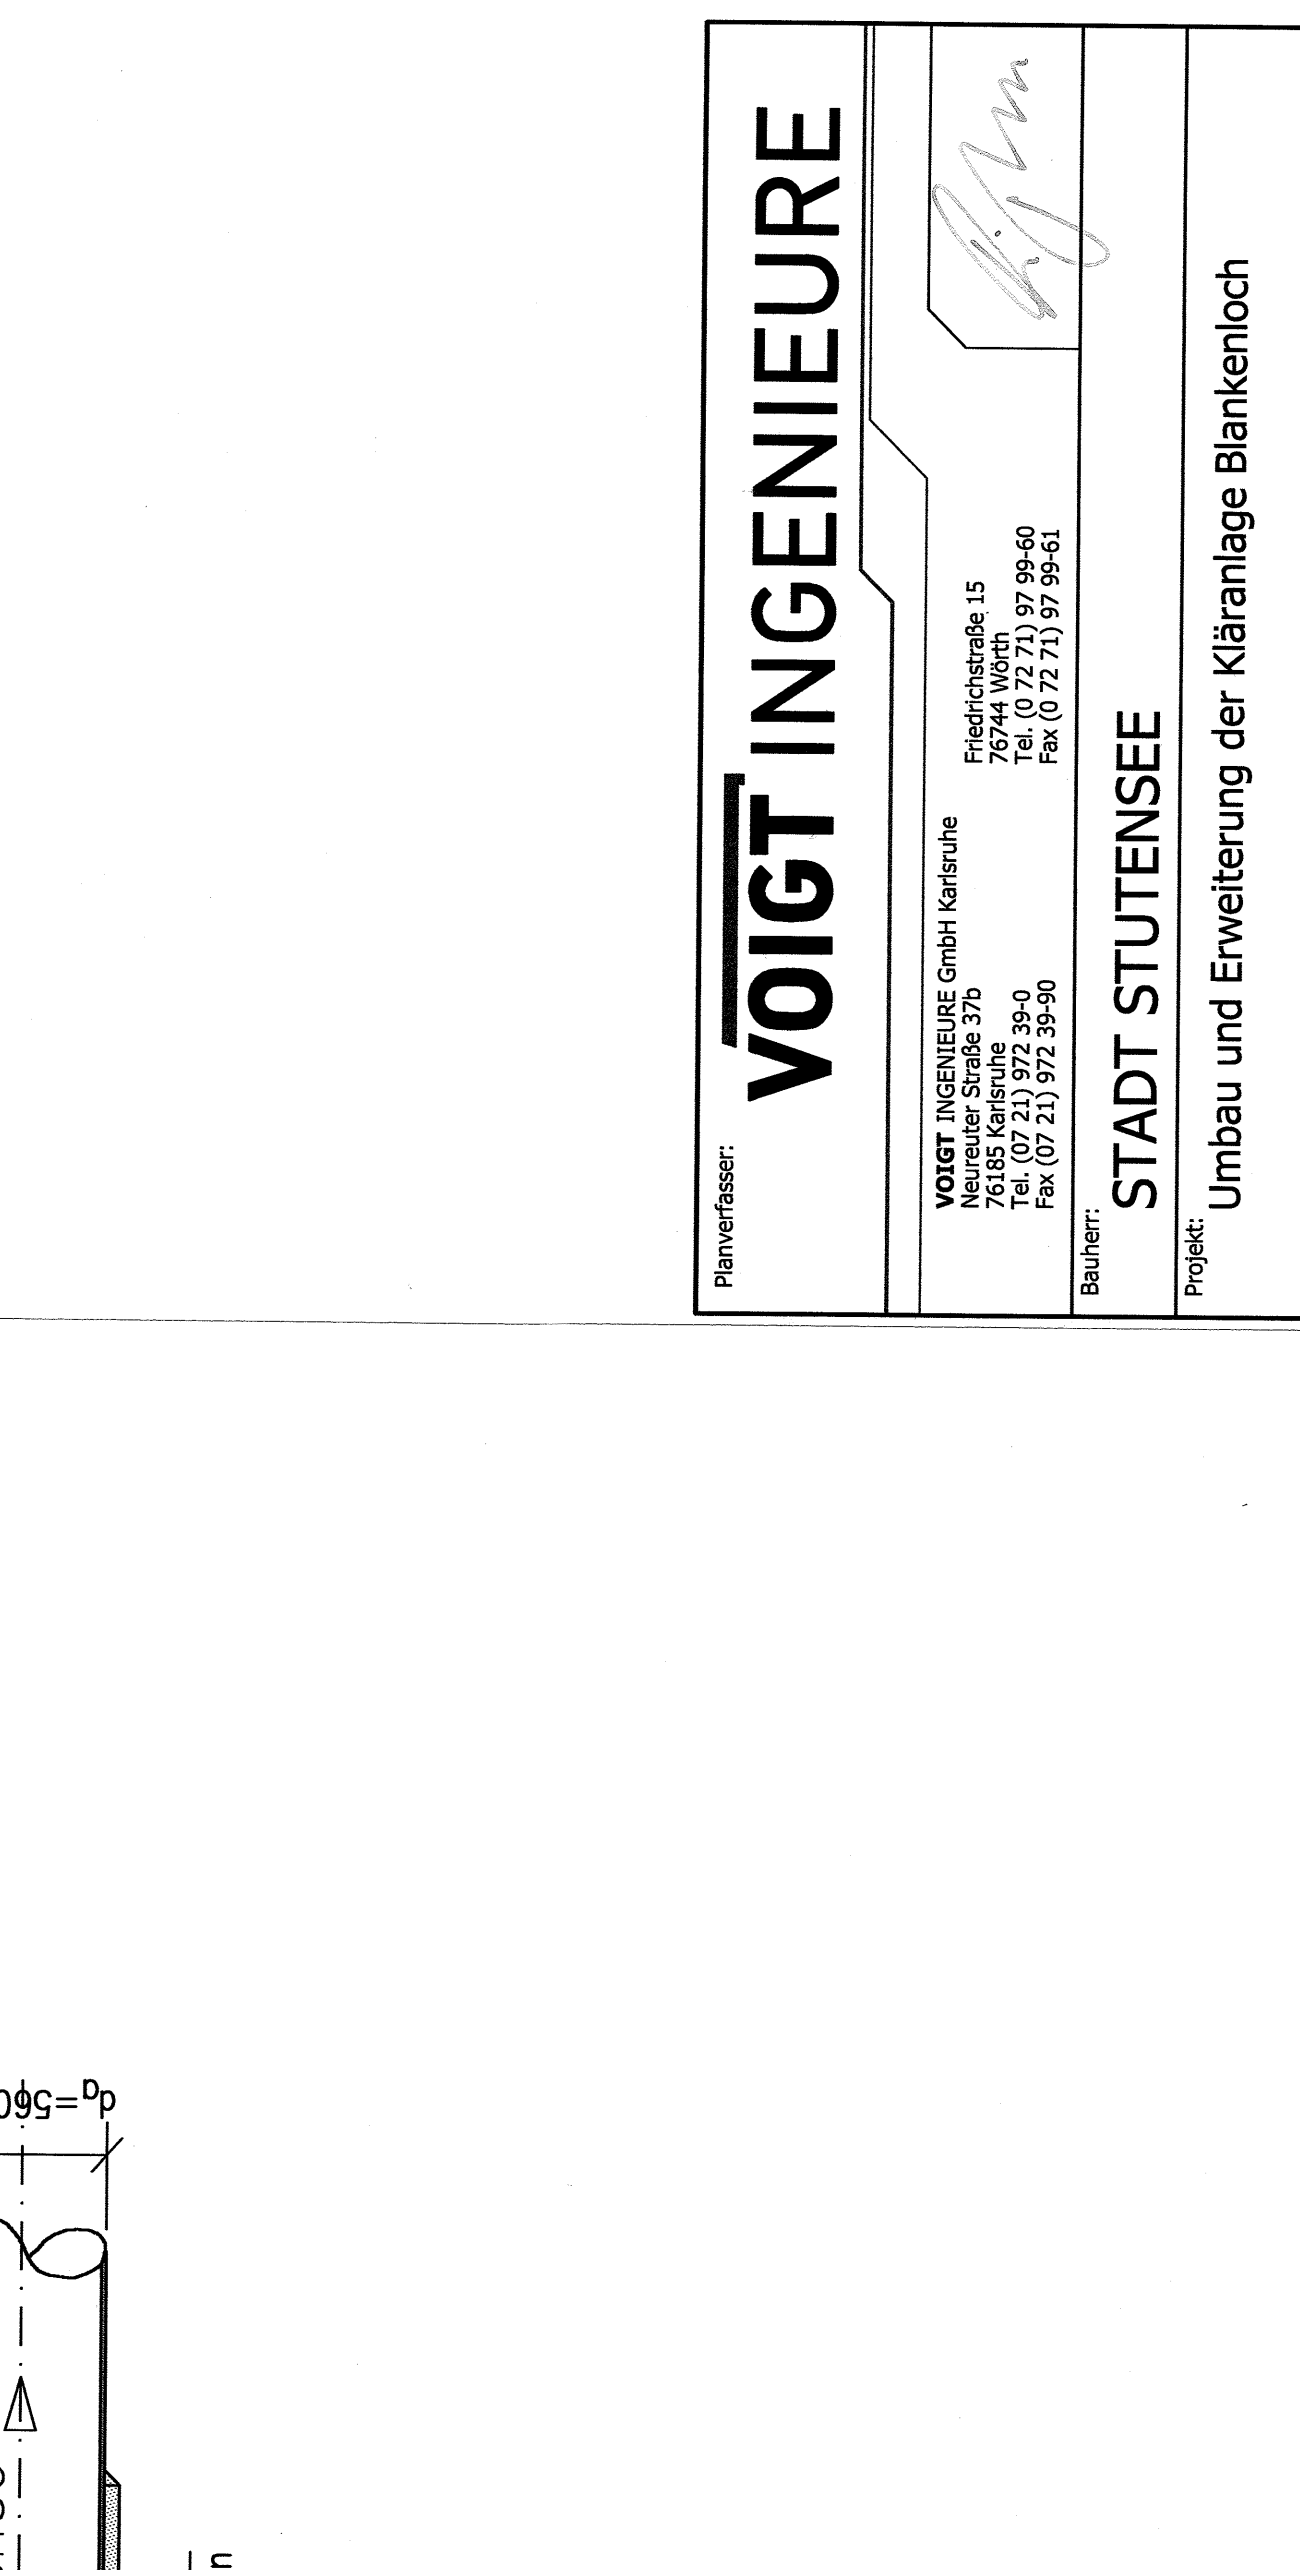 Planverfasser:
VOIGT INGENIEURE
VOIGT INGENIEURE GmbH Karlsruhe
Neureuter Straße 37b
76185 Karlsruhe
Tel. (07 21) 972 39-0
Fax (07 21) 972 39-90
Friedrichstraße 15
76744 Wörth
Tel. (0 72 71) 97 99-60
Fax (0 72 71) 97 99-61
Bauherr:
STADT STUTENSEE
Projekt:
Umbau und Erweiterung der Kläranlage Blankenloch
da=560